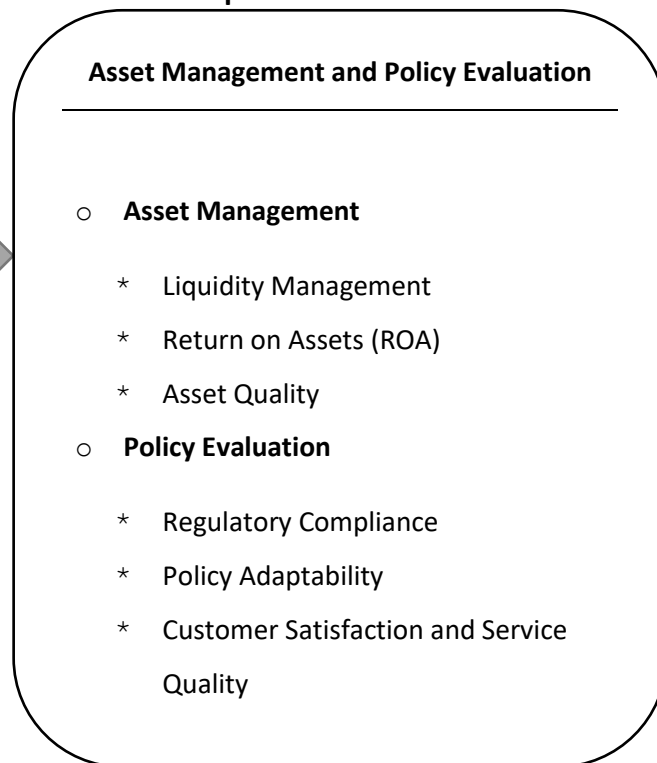 Asset Management and Policy Evaluation
o Asset Management
* Liquidity Management
* Return on Assets (ROA)
* Asset Quality
o Policy Evaluation
* Regulatory Compliance
* Policy Adaptability
* Customer Satisfaction and Service
Quality